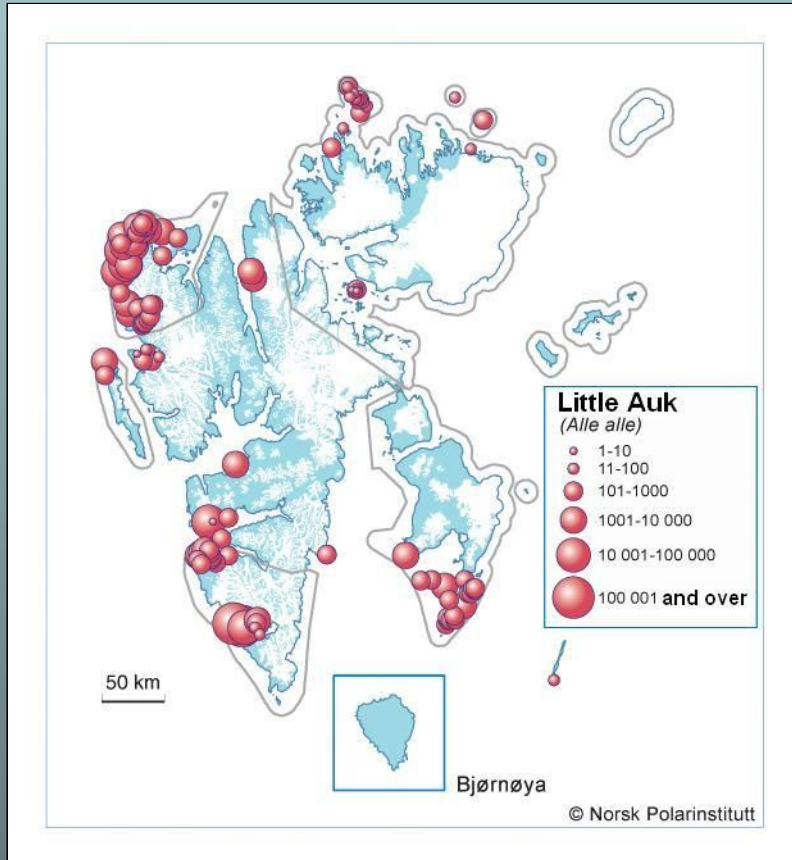 Little Auk
(Alle alle)
1-10
11-100
101-1000
1001-10 000
10 001-100 000
100 001 and over
50 km
Bjørnøya
© Norsk Polarinstitutt